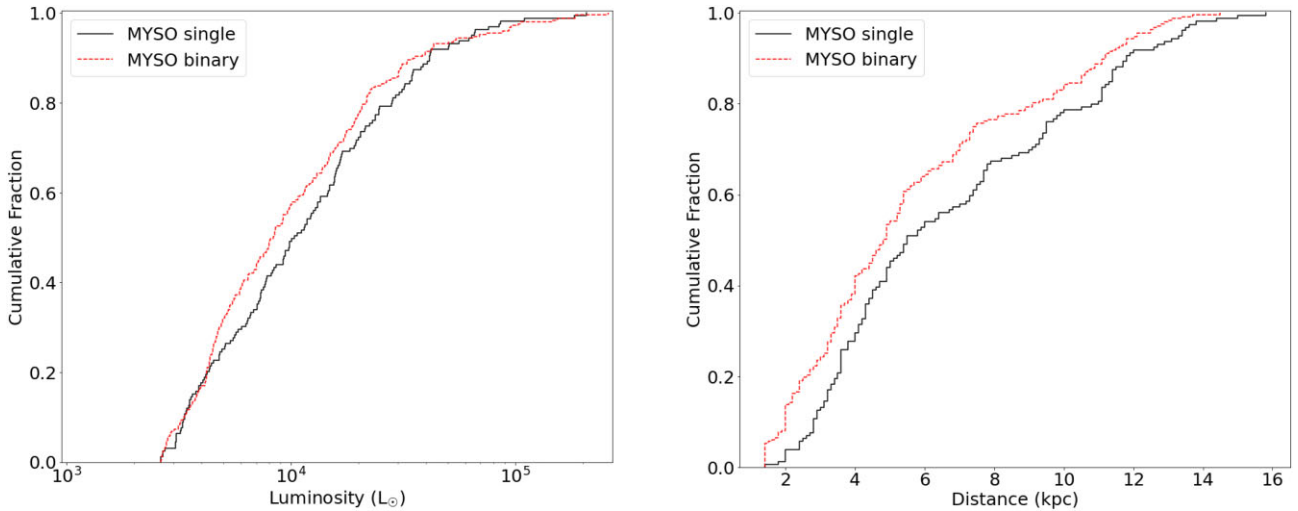 1.0
0.8
0.6
0.4
0.2
0.0
Cumulative Fraction
MYSO single
MYSO binary
10³
10⁴
10⁵
Luminosity (L☉)
1.0
0.8
0.6
0.4
0.2
0.0
Cumulative Fraction
MYSO single
MYSO binary
2 4 6 8 10 12 14 16
Distance (kpc)